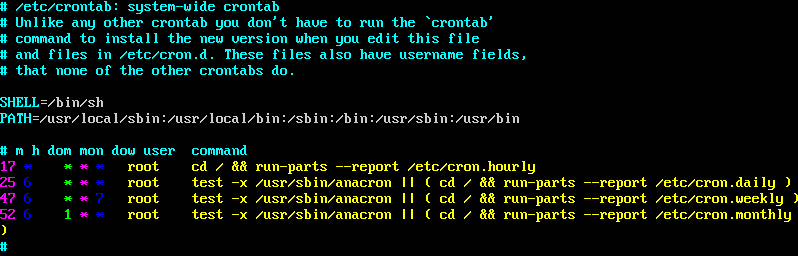 # /etc/crontab: system-wide crontab
# Unlike any other crontab you don't have to run the `crontab'
# command to install the new version when you edit this file
# and files in /etc/cron.d. These files also have username fields,
# that none of the other crontabs do.
SHELL=/bin/sh
PATH=/usr/local/sbin:/usr/local/bin:/sbin:/bin:/usr/sbin:/usr/bin
# m h dom mon dow user  command
17 *    * * *   root    cd / && run-parts --report /etc/cron.hourly
25 6    * * *   root    test -x /usr/sbin/anacron || ( cd / && run-parts --report /etc/cron.daily )
47 6    * * 7   root    test -x /usr/sbin/anacron || ( cd / && run-parts --report /etc/cron.weekly )
52 6    1 * *   root    test -x /usr/sbin/anacron || ( cd / && run-parts --report /etc/cron.monthly
)
#